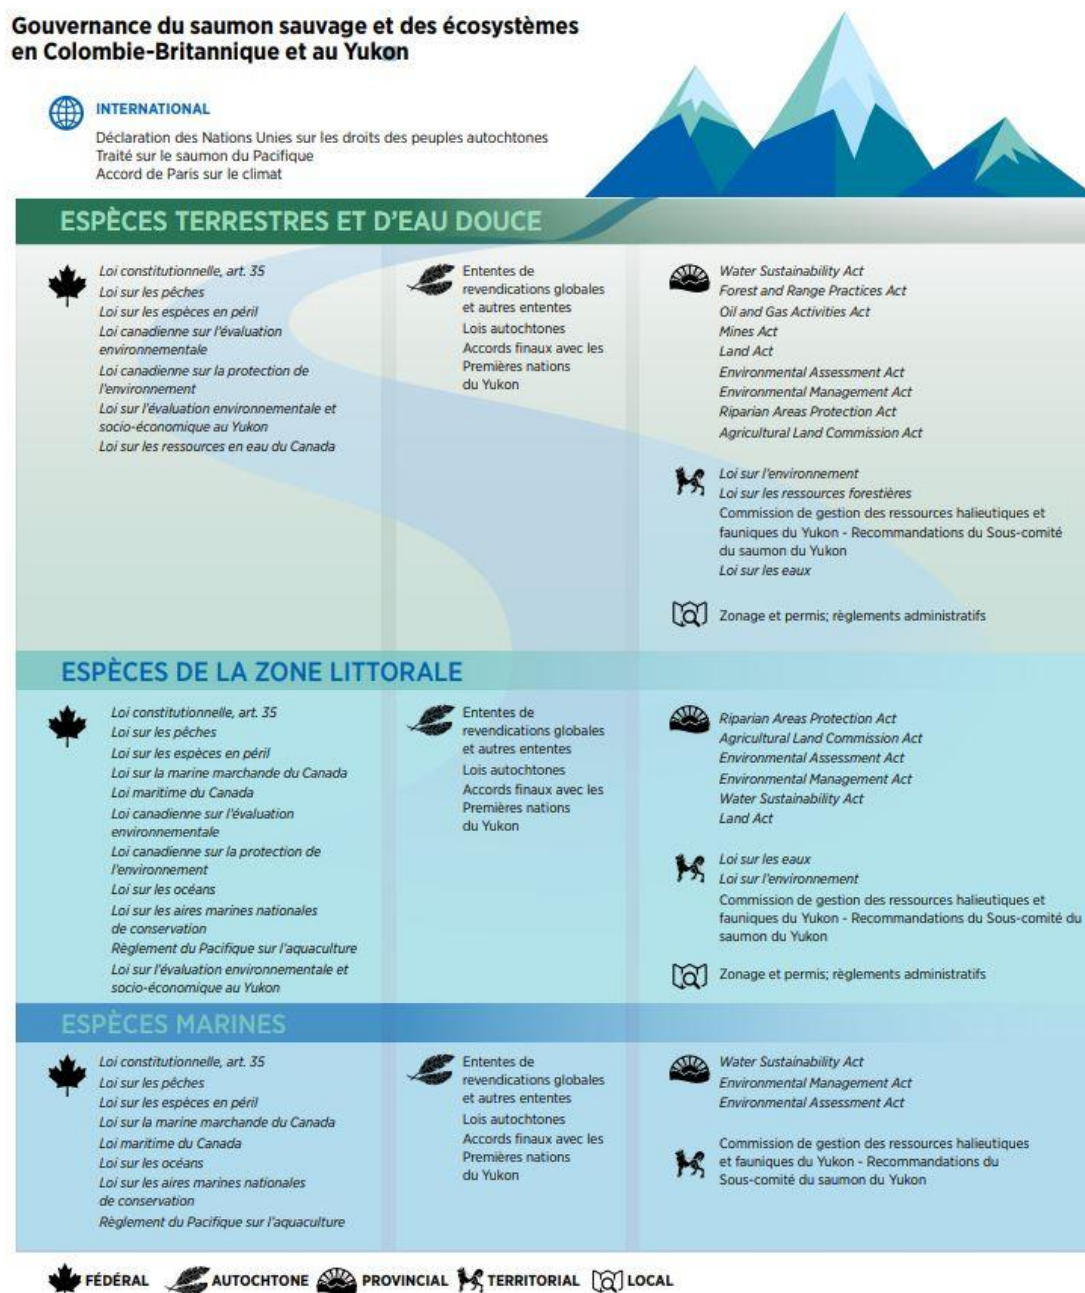 Gouvernance du saumon sauvage et des écosystèmes
en Colombie-Britannique et au Yukon
INTERNATIONAL
Déclaration des Nations Unies sur les droits des peuples autochtones
Traité sur le saumon du Pacifique
Accord de Paris sur le climat
ESPÈCES TERRESTRES ET D'EAU DOUCE
Loi constitutionnelle, art. 35
Loi sur les pêches
Loi sur les espèces en péril
Loi canadienne sur l'évaluation
environnementale
Loi canadienne sur la protection de
l'environnement
Loi sur l'évaluation environnementale et
socio-économique au Yukon
Loi sur les ressources en eau du Canada
Ententes de
revendications globales
et autres ententes
Lois autochtones
Accords finaux avec les
Premières nations
du Yukon
Water Sustainability Act
Forest and Range Practices Act
Oil and Gas Activities Act
Mines Act
Land Act
Environmental Assessment Act
Environmental Management Act
Riparian Areas Protection Act
Agricultural Land Commission Act
Loi sur l'environnement
Loi sur les ressources forestières
Commission de gestion des ressources halieutiques et
fauniques du Yukon - Recommandations du Sous-comité
du saumon du Yukon
Loi sur les eaux
Zonage et permis; règlements administratifs
ESPÈCES DE LA ZONE LITTORALE
Loi constitutionnelle, art. 35
Loi sur les pêches
Loi sur les espèces en péril
Loi sur la marine marchande du Canada
Loi maritime du Canada
Loi canadienne sur l'évaluation
environnementale
Loi canadienne sur la protection de
l'environnement
Loi sur les océans
Loi sur les aires marines nationales
de conservation
Règlement du Pacifique sur l'aquaculture
Loi sur l'évaluation environnementale et
socio-économique au Yukon
Ententes de
revendications globales
et autres ententes
Lois autochtones
Accords finaux avec les
Premières nations
du Yukon
Riparian Areas Protection Act
Agricultural Land Commission Act
Environmental Assessment Act
Environmental Management Act
Water Sustainability Act
Land Act
Loi sur les eaux
Loi sur l'environnement
Commission de gestion des ressources halieutiques et
fauniques du Yukon - Recommandations du Sous-comité du
saumon du Yukon
Zonage et permis; règlements administratifs
ESPÈCES MARINES
Loi constitutionnelle, art. 35
Loi sur les pêches
Loi sur les espèces en péril
Loi sur la marine marchande du Canada
Loi maritime du Canada
Loi sur les océans
Loi sur les aires marines nationales
de conservation
Règlement du Pacifique sur l'aquaculture
Ententes de
revendications globales
et autres ententes
Lois autochtones
Accords finaux avec les
Premières nations
du Yukon
Water Sustainability Act
Environmental Management Act
Environmental Assessment Act
Commission de gestion des ressources halieutiques
et fauniques du Yukon - Recommandations du
Sous-comité du saumon du Yukon
FÉDÉRAL AUTOCHTONE PROVINCIAL TERRITORIAL LOCAL